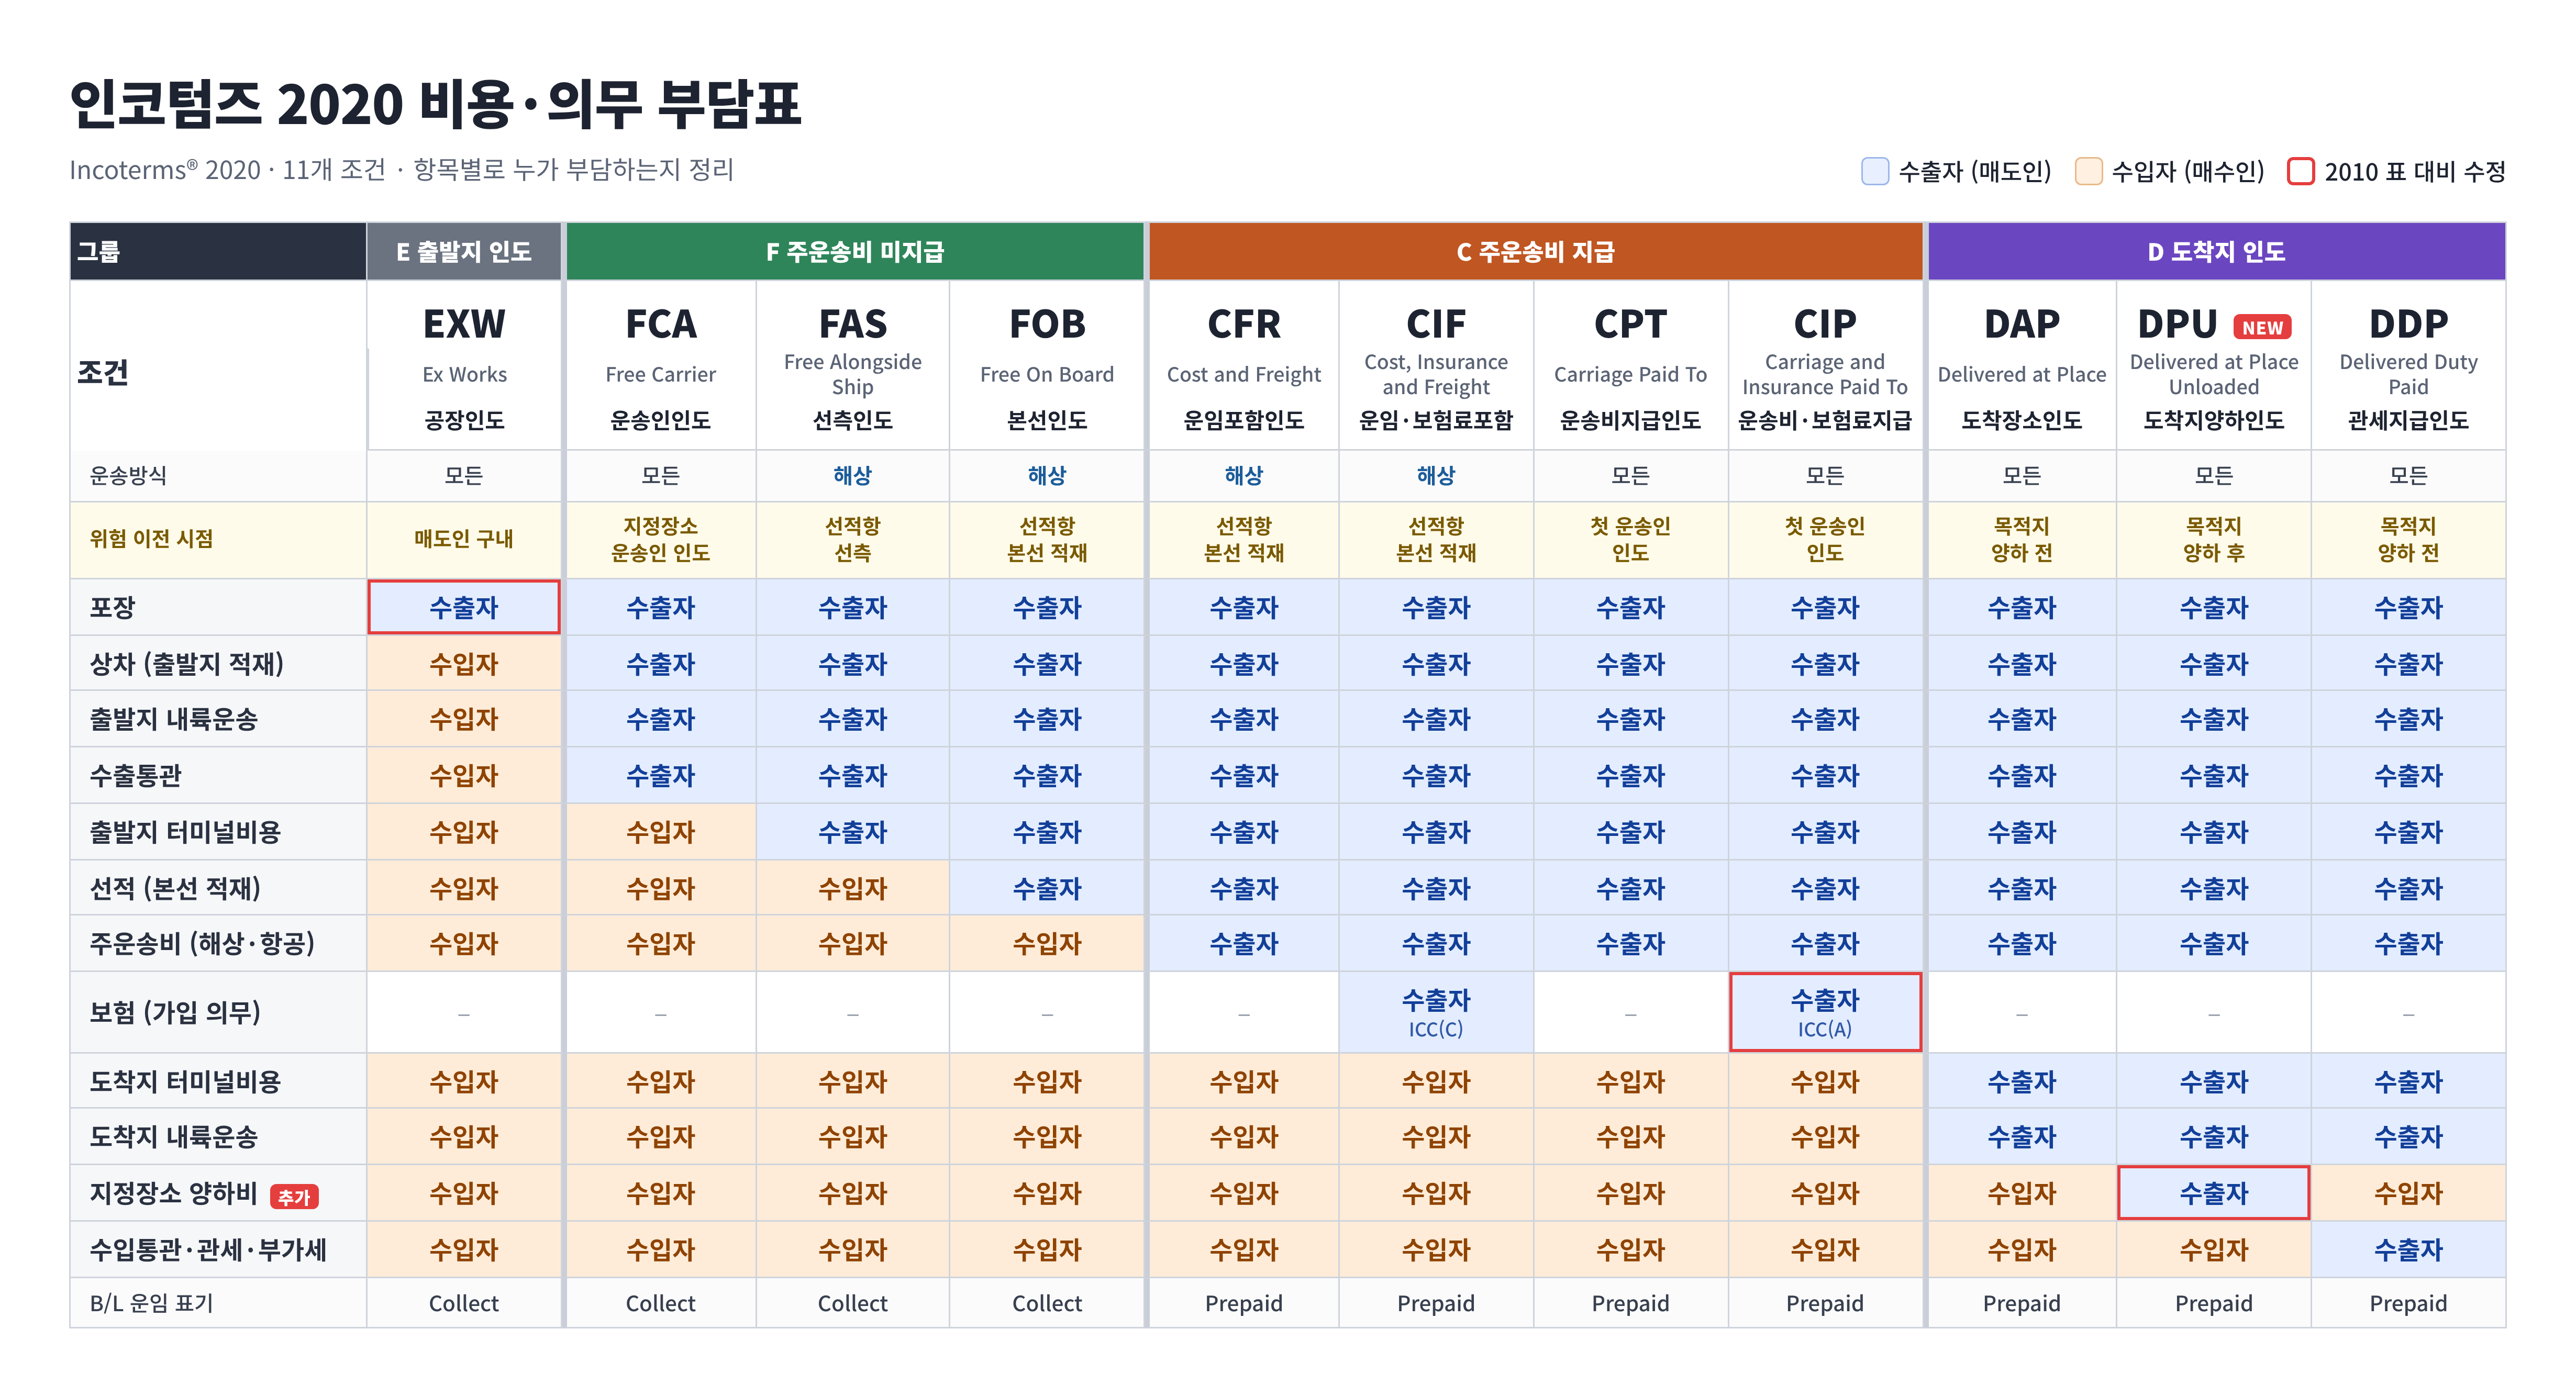 인코텀즈 2020 비용·의무 부담표
Incoterms® 2020 · 11개 조건 · 항목별로 누가 부담하는지 정리
수출자 (매도인) 수입자 (매수인) 2010 표 대비 수정
그룹 E 출발지 인도 F 주운송비 미지급 C 주운송비 지급 D 도착지 인도
조건
EXW
Ex Works
공장인도
FCA
Free Carrier
운송인인도
FAS
Free Alongside
Ship
선측인도
FOB
Free On Board
본선인도
CFR
Cost and Freight
운임포함인도
CIF
Cost, Insurance
and Freight
운임·보험료포함
CPT
Carriage Paid To
운송비지급인도
CIP
Carriage and
Insurance Paid To
운송비·보험료지급
DAP
Delivered at Place
도착장소인도
DPU NEW
Delivered at Place
Unloaded
도착지양하인도
DDP
Delivered Duty
Paid
관세지급인도
운송방식 모든 모든 해상 해상 해상 해상 모든 모든 모든 모든 모든
위험 이전 시점
매도인 구내
지정장소
운송인 인도
선적항
선측
선적항
본선 적재
선적항
본선 적재
선적항
본선 적재
첫 운송인
인도
첫 운송인
인도
목적지
양하 전
목적지
양하 후
목적지
양하 전
포장 수출자 수출자 수출자 수출자 수출자 수출자 수출자 수출자 수출자 수출자 수출자
상차 (출발지 적재) 수입자 수출자 수출자 수출자 수출자 수출자 수출자 수출자 수출자 수출자 수출자
출발지 내륙운송 수입자 수출자 수출자 수출자 수출자 수출자 수출자 수출자 수출자 수출자 수출자
수출통관 수입자 수출자 수출자 수출자 수출자 수출자 수출자 수출자 수출자 수출자 수출자
출발지 터미널비용 수입자 수입자 수출자 수출자 수출자 수출자 수출자 수출자 수출자 수출자 수출자
선적 (본선 적재) 수입자 수입자 수입자 수출자 수출자 수출자 수출자 수출자 수출자 수출자 수출자
주운송비 (해상·항공) 수입자 수입자 수입자 수입자 수출자 수출자 수출자 수출자 수출자 수출자 수출자
보험 (가입 의무) – – – – – 수출자 – 수출자 – – –
ICC(C) ICC(A)
도착지 터미널비용 수입자 수입자 수입자 수입자 수입자 수입자 수입자 수입자 수출자 수출자 수출자
도착지 내륙운송 수입자 수입자 수입자 수입자 수입자 수입자 수입자 수입자 수출자 수출자 수출자
지정장소 양하비 추가 수입자 수입자 수입자 수입자 수입자 수입자 수입자 수입자 수입자 수출자 수입자
수입통관·관세·부가세 수입자 수입자 수입자 수입자 수입자 수입자 수입자 수입자 수입자 수입자 수출자
B/L 운임 표기 Collect Collect Collect Collect Prepaid Prepaid Prepaid Prepaid Prepaid Prepaid Prepaid